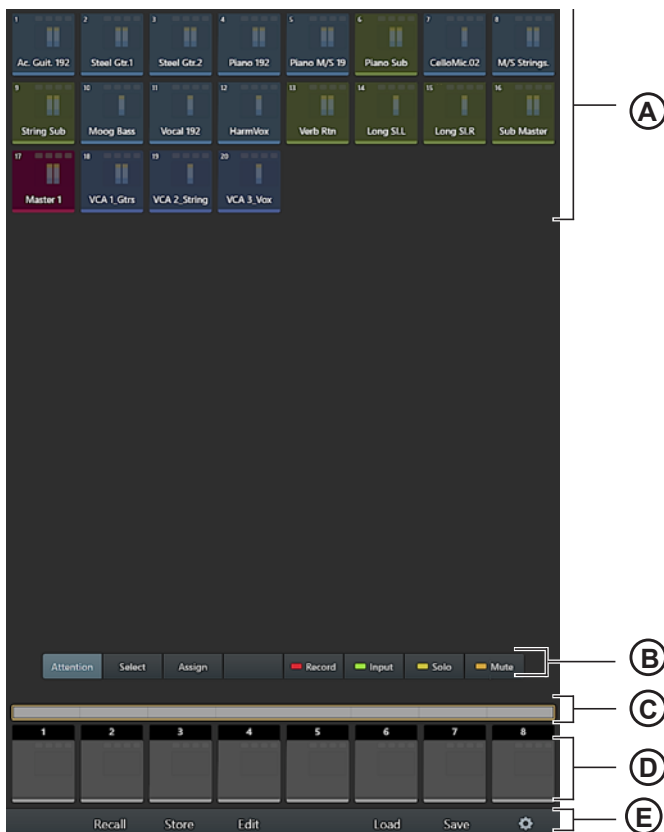 1 2 3 4 5 6 7 8
Ac. Guit. 192 Steel Gtr.1 Steel Gtr.2 Piano 192 Piano M/S 19 Piano Sub CelloMic.02 M/S Strings.
A
9 10 11 12 13 14 15 16
String Sub Moog Bass Vocal 192 HarmVox Verb Rtn Long Sl.L Long Sl.R Sub Master
17 18 19 20
Master 1 VCA 1_Gtrs VCA 2_String VCA 3_Vox
Attention Select Assign Record Input Solo Mute
B
C
1 2 3 4 5 6 7 8
D
Recall Store Edit Load Save
E